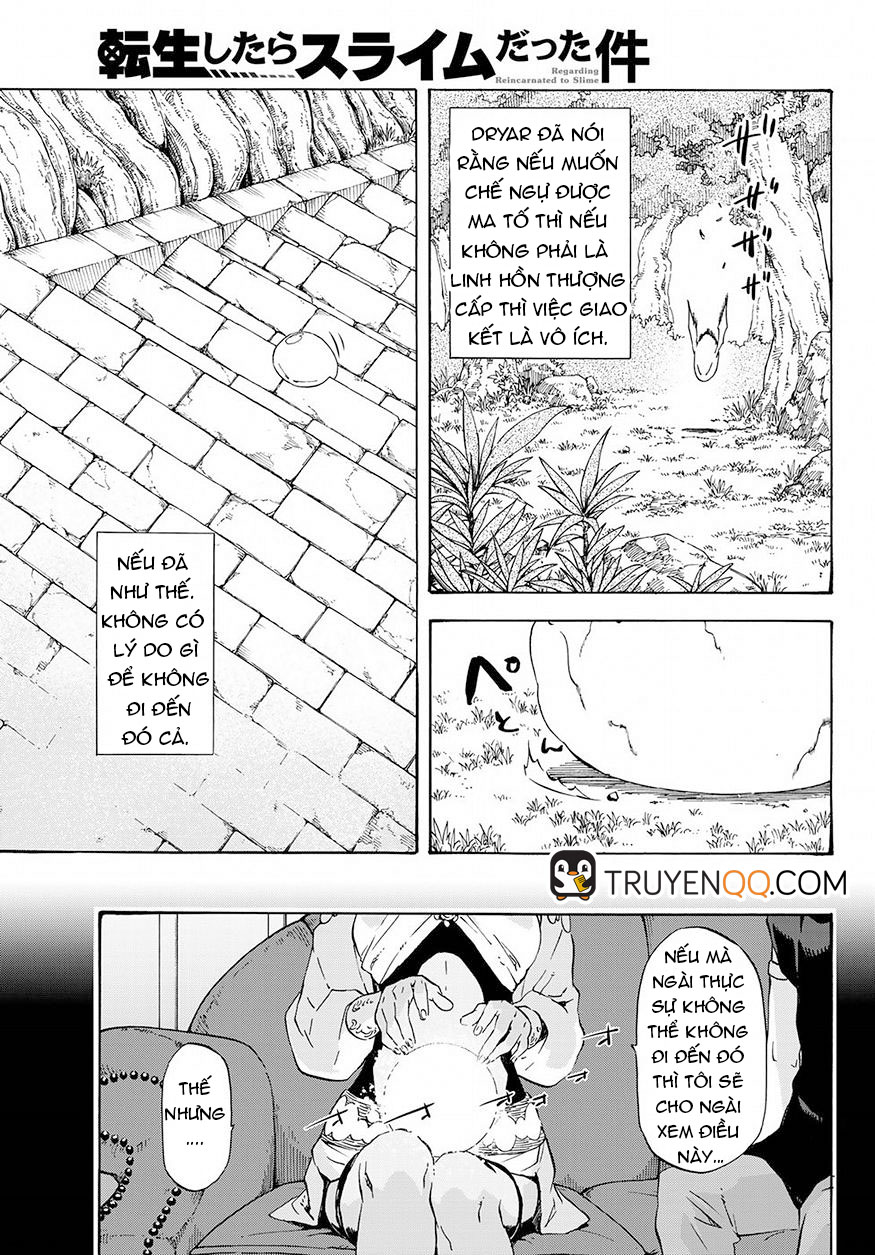 転生したらスライムだった件
Regarding
Reincarnated to Slime
DRYAR ĐÃ NÓI
RẰNG NẾU MUỐN
CHẾ NGỰ ĐƯỢC
MA TỐ THÌ NẾU
KHÔNG PHẢI LÀ
LINH HỒN THƯỢNG
CẤP THÌ VIỆC GIAO
KẾT LÀ VÔ ÍCH.
ザザザザ
ぺとん
NẾU ĐÃ
NHƯ THẾ,
KHÔNG CÓ
LÝ DO GÌ
ĐỂ KHÔNG
ĐI ĐẾN
ĐÓ CẢ.
TRUYENQQ.COM
NẾU MÀ
NGÀI THỰC
SỰ KHÔNG
THỂ KHÔNG
ĐI ĐẾN ĐÓ
THÌ TÔI SẼ
CHO NGÀI
XEM ĐIỀU
NÀY...
THẾ
NHƯNG
....